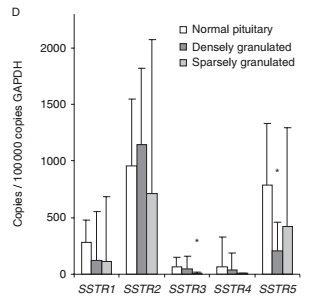 D
Normal pituitary
Densely granulated
Sparsely granulated
Copies / 100 000 copies GAPDH
2000
1500
1000
500
0
*
*
SSTR1 SSTR2 SSTR3 SSTR4 SSTR5